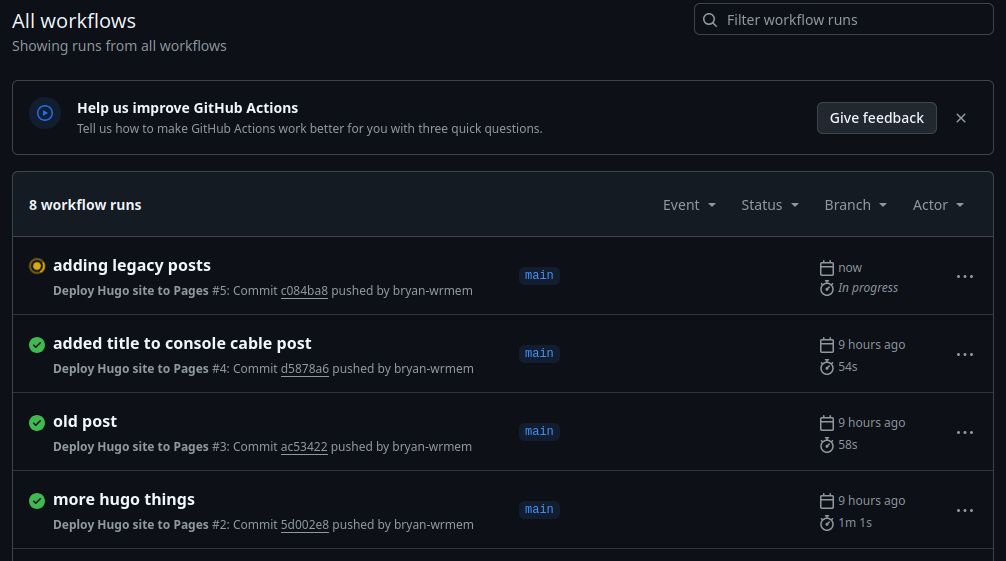 All workflows
Filter workflow runs
Showing runs from all workflows
Help us improve GitHub Actions
Tell us how to make GitHub Actions work better for you with three quick questions.
Give feedback
8 workflow runs
Event
Status
Branch
Actor
adding legacy posts
Deploy Hugo site to Pages #5: Commit c084ba8 pushed by bryan-wrmem
main
now
In progress
added title to console cable post
Deploy Hugo site to Pages #4: Commit d5878a6 pushed by bryan-wrmem
main
9 hours ago
54s
old post
Deploy Hugo site to Pages #3: Commit ac53422 pushed by bryan-wrmem
main
9 hours ago
58s
more hugo things
Deploy Hugo site to Pages #2: Commit 5d002e8 pushed by bryan-wrmem
main
9 hours ago
1m 1s